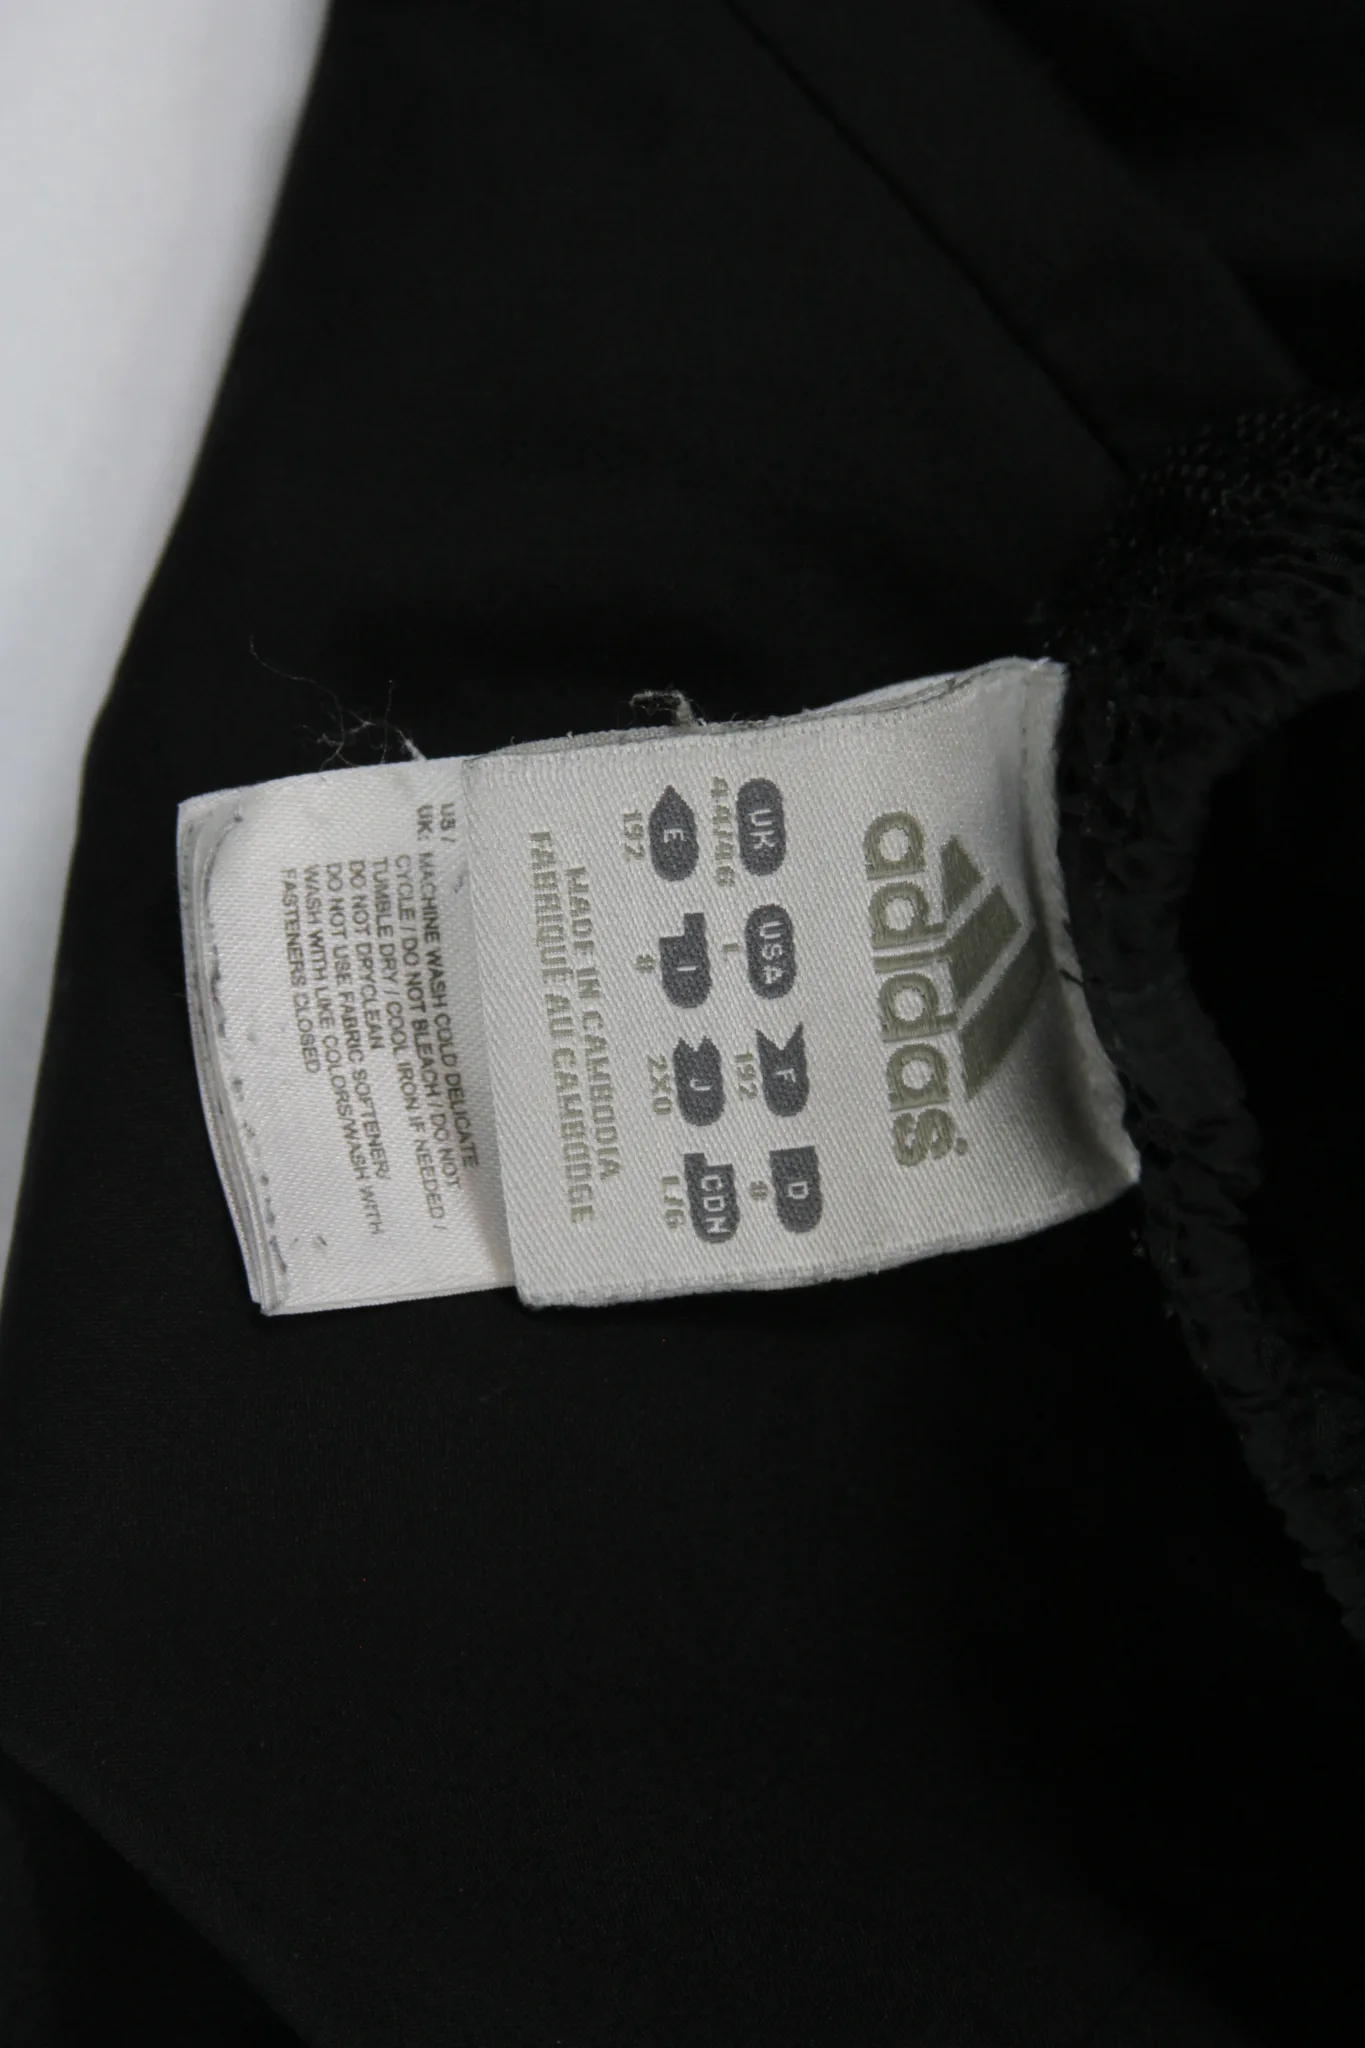 adidas
UK USA F D
44/46 L 192 #
E I J CDN
192 # 2XO L/G
MADE IN CAMBODIA
FABRIQUÉ AU CAMBODGE
US /
UK: MACHINE WASH COLD DELICATE
CYCLE / DO NOT BLEACH / DO NOT
TUMBLE DRY / COOL IRON IF NEEDED /
DO NOT DRYCLEAN
DO NOT USE FABRIC SOFTENER/
WASH WITH LIKE COLORS/WASH WITH
FASTENERS CLOSED